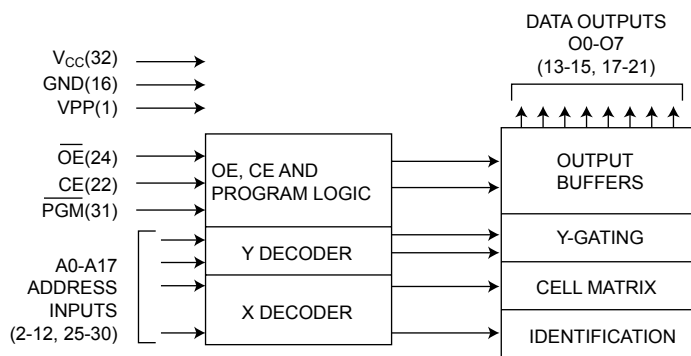 DATA OUTPUTS
O0-O7
(13-15, 17-21)
VCC(32)
GND(16)
VPP(1)
OE(24)
CE(22)
PGM(31)
OE, CE AND
PROGRAM LOGIC
OUTPUT
BUFFERS
Y DECODER
Y-GATING
A0-A17
ADDRESS
INPUTS
(2-12, 25-30)
X DECODER
CELL MATRIX
IDENTIFICATION